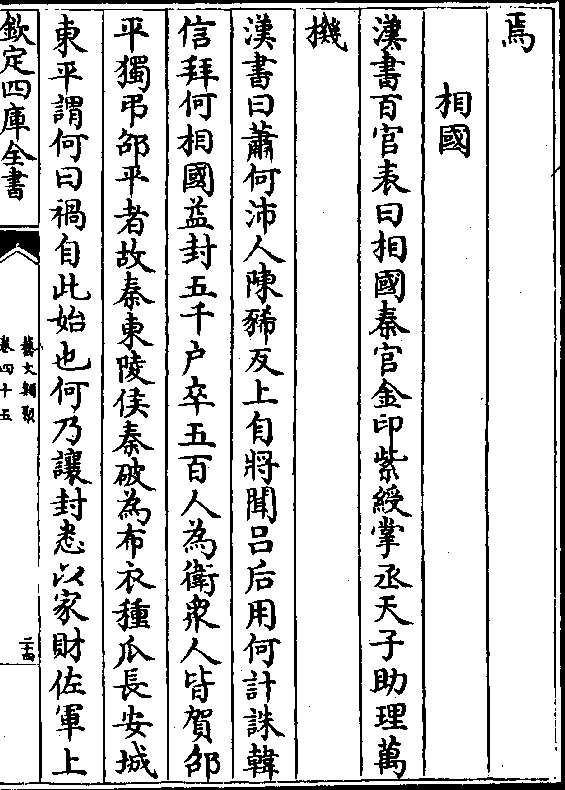 焉
相國
漢書百官表曰相國秦官金印紫綬掌丞天子助理萬
機
漢書曰蕭何沛人陳豨反上自將聞吕后用何計誅韓
信拜何相國益封五千户卒五百人為衛衆人皆賀邵
平獨弔邵平者故秦東陵侯秦破為布衣種瓜長安城
東平謂何曰禍自此始也何乃讓封悉以家財佐軍上
欽定四庫全書
藝文類聚
卷四十五
二十四